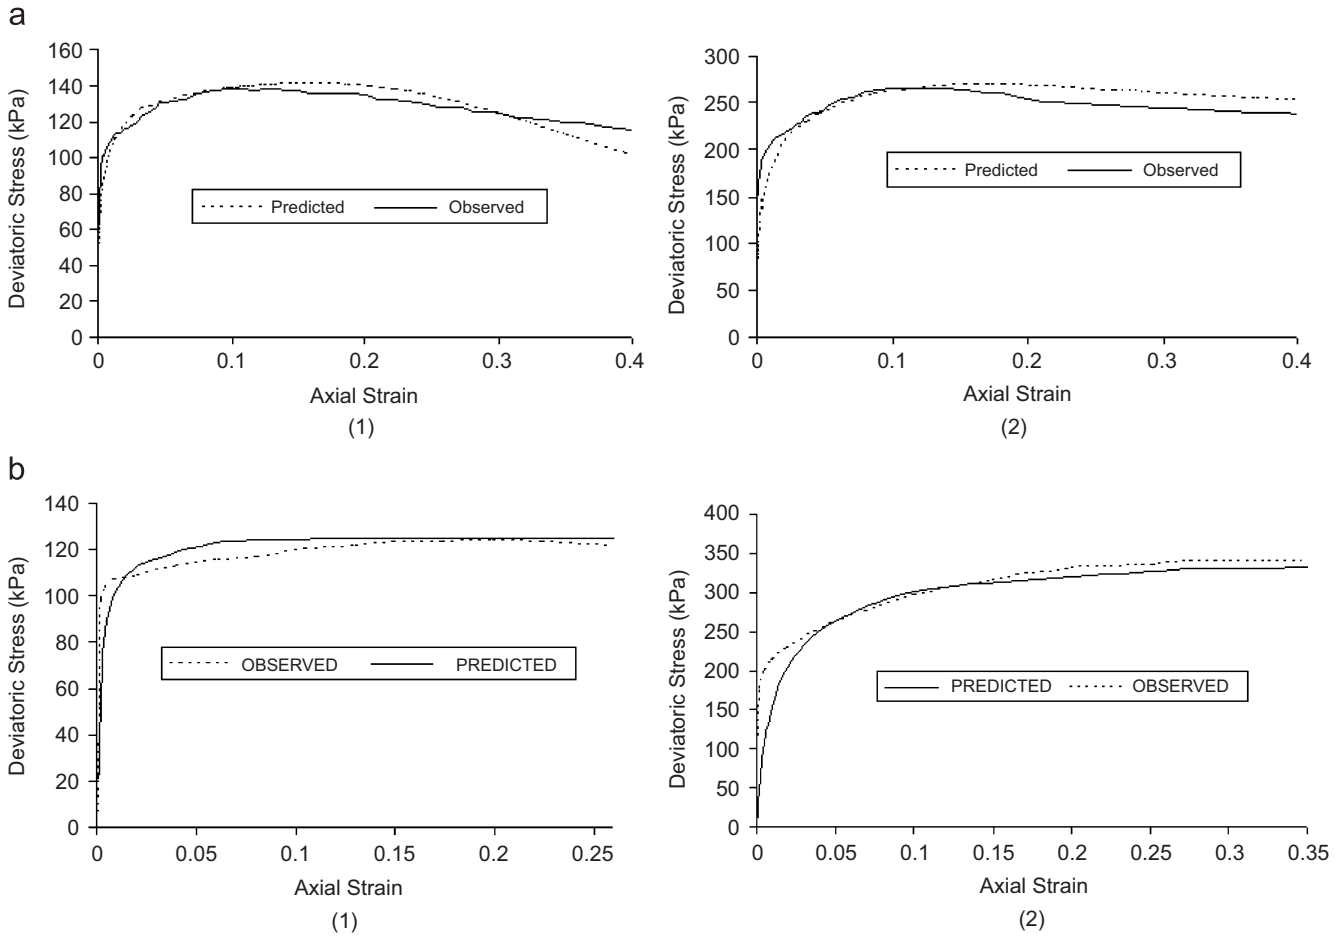 a
160
140
120
100
80
60
40
20
0
Deviatoric Stress (kPa)
Predicted Observed
0 0.1 0.2 0.3 0.4
Axial Strain
(1)
300
250
200
150
100
50
0
Deviatoric Stress (kPa)
Predicted Observed
0 0.1 0.2 0.3 0.4
Axial Strain
(2)
b
140
120
100
80
60
40
20
0
Deviatoric Stress (kPa)
OBSERVED PREDICTED
0 0.05 0.1 0.15 0.2 0.25
Axial Strain
(1)
400
350
300
250
200
150
100
50
0
Deviatoric Stress (kPa)
PREDICTED OBSERVED
0 0.05 0.1 0.15 0.2 0.25 0.3 0.35
Axial Strain
(2)